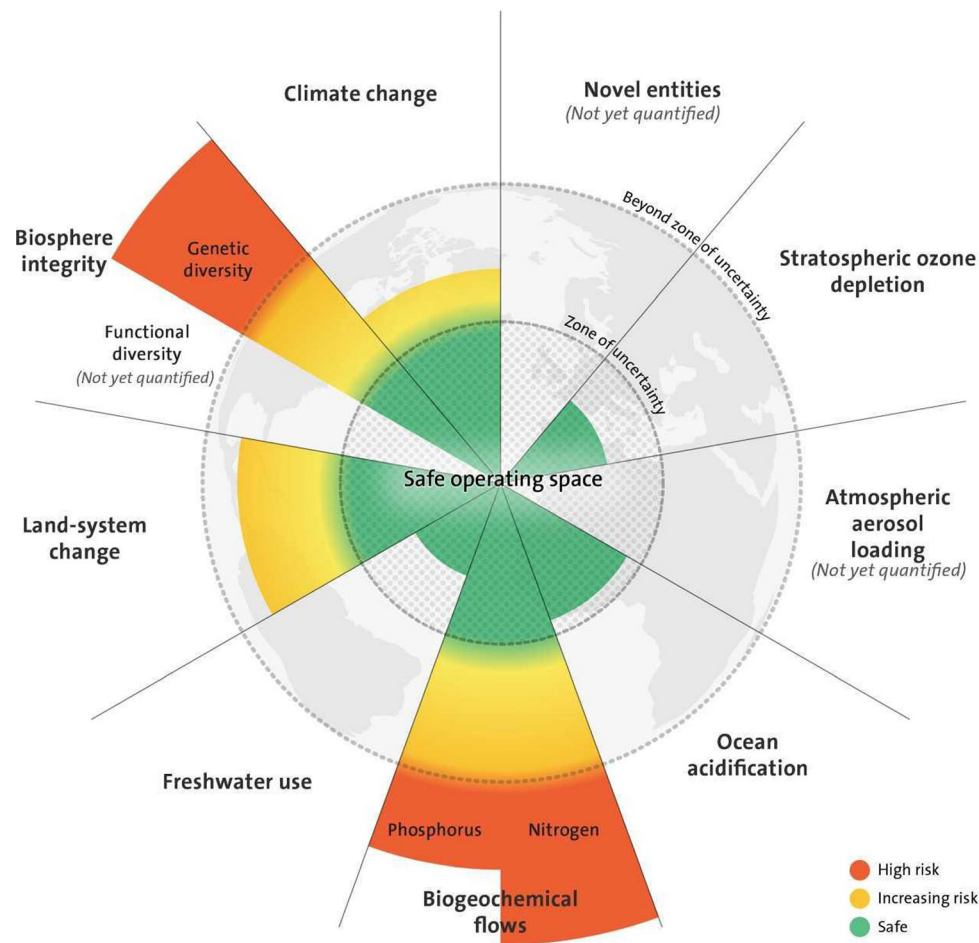 Climate change
Novel entities
(Not yet quantified)
Beyond zone of uncertainty
Biosphere
integrity
Genetic
diversity
Stratospheric ozone
depletion
Functional
diversity
(Not yet quantified)
Zone of uncertainty
Safe operating space
Land-system
change
Atmospheric
aerosol
loading
(Not yet quantified)
Freshwater use
Ocean
acidification
Phosphorus
Nitrogen
Biogeochemical
flows
High risk
Increasing risk
Safe